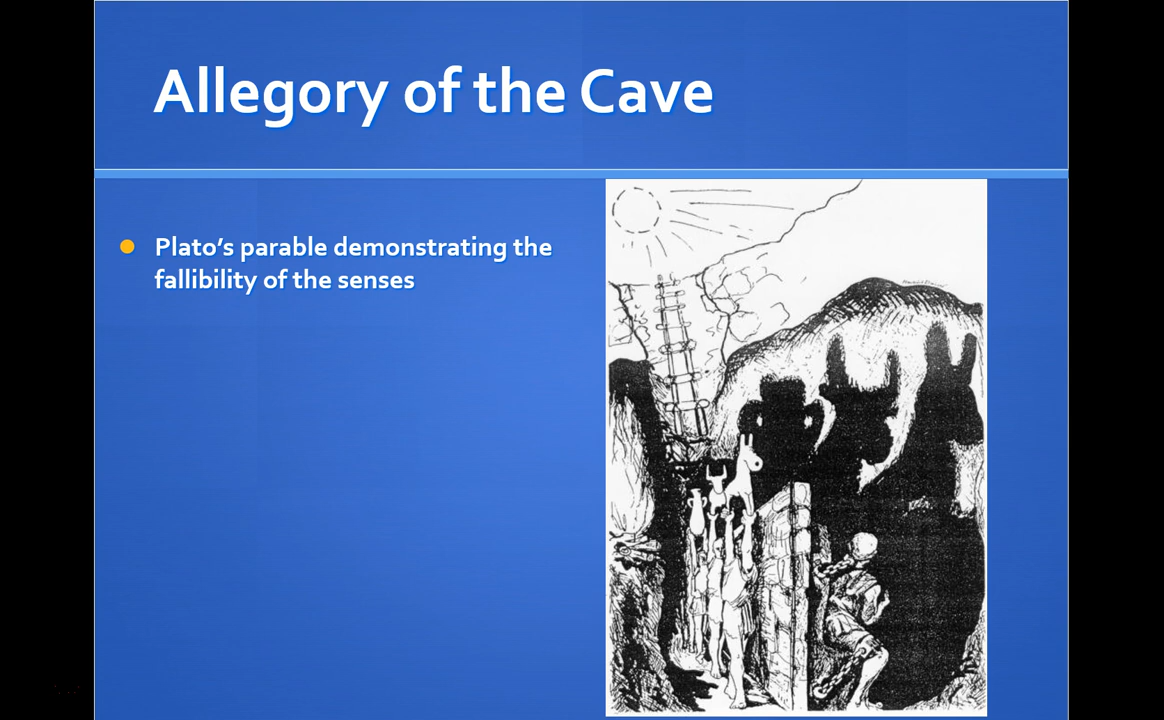 Allegory of the Cave
Plato's parable demonstrating the
fallibility of the senses